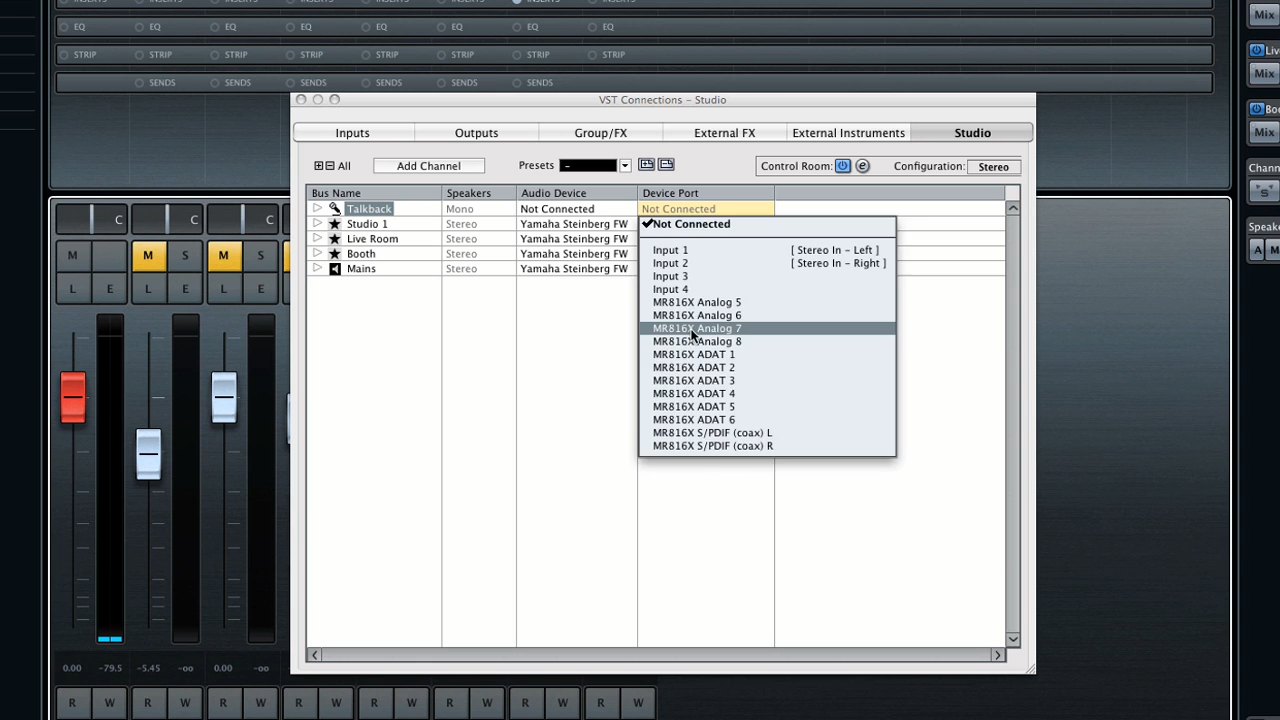 INSERTS INSERTS INSERTS INSERTS INSERTS INSERTS INSERTS
Mix
EQ EQ EQ EQ EQ EQ EQ EQ
STRIP STRIP STRIP STRIP STRIP STRIP STRIP STRIP
Mix
SENDS SENDS SENDS SENDS SENDS SENDS
VST Connections – Studio
Mix
Inputs Outputs Group/FX External FX External Instruments Studio
All Add Channel Presets – Control Room: e Configuration: Stereo
Bus Name Speakers Audio Device Device Port
Talkback Mono Not Connected Not Connected
Studio 1 Stereo Yamaha Steinberg FW
Live Room Stereo Yamaha Steinberg FW
Booth Stereo Yamaha Steinberg FW
Mains Stereo Yamaha Steinberg FW
Not Connected
Input 1 [ Stereo In – Left ]
Input 2 [ Stereo In – Right ]
Input 3
Input 4
MR816X Analog 5
MR816X Analog 6
MR816X Analog 7
MR816X Analog 8
MR816X ADAT 1
MR816X ADAT 2
MR816X ADAT 3
MR816X ADAT 4
MR816X ADAT 5
MR816X ADAT 6
MR816X S/PDIF (coax) L
MR816X S/PDIF (coax) R
C C C
M S M S M S
L E L E L E
A M
0.00 -79.5 -5.45 -oo 0.00 -oo
R W R W R W R W R W R W R W R W